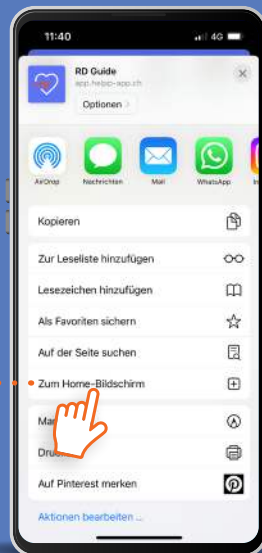 11:40
4G
RD Guide
app.helpip-app.ch
Optionen
AirDrop
Nachrichten
Mail
WhatsApp
Kopieren
Zur Leseliste hinzufügen
Lesezeichen hinzufügen
Als Favoriten sichern
Auf der Seite suchen
Zum Home-Bildschirm
Auf Pinterest merken
Aktionen bearbeiten ...